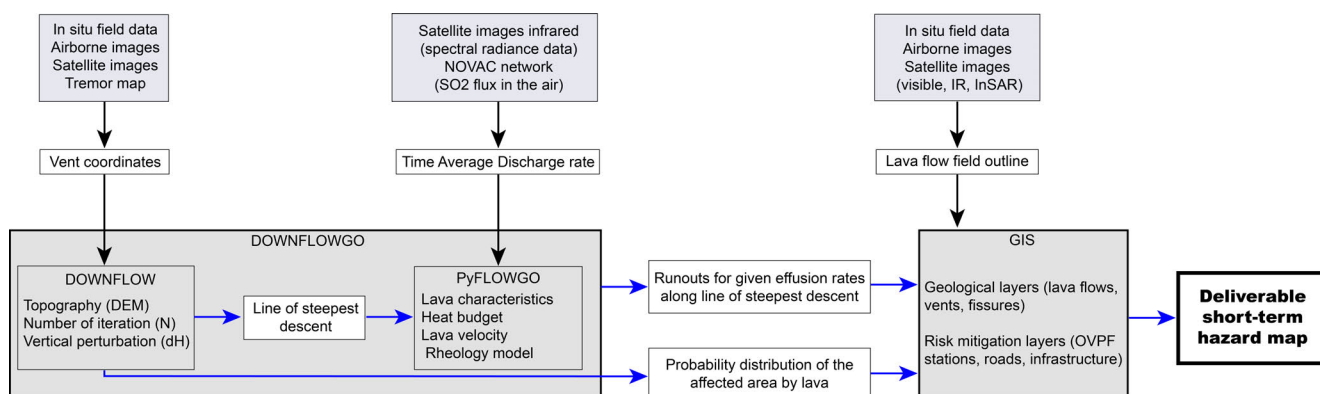 In situ field data
Airborne images
Satellite images
Tremor map
Satellite images infrared
(spectral radiance data)
NOVAC network
(SO2 flux in the air)
In situ field data
Airborne images
Satellite images
(visible, IR, InSAR)
Vent coordinates
Time Average Discharge rate
Lava flow field outline
DOWNFLOWGO
DOWNFLOW
Topography (DEM)
Number of iteration (N)
Vertical perturbation (dH)
Line of steepest
descent
PyFLOWGO
Lava characteristics
Heat budget
Lava velocity
Rheology model
Runouts for given effusion rates
along line of steepest descent
Probability distribution of the
affected area by lava
GIS
Geological layers (lava flows,
vents, fissures)
Risk mitigation layers (OVPF
stations, roads, infrastructure)
Deliverable
short-term
hazard map